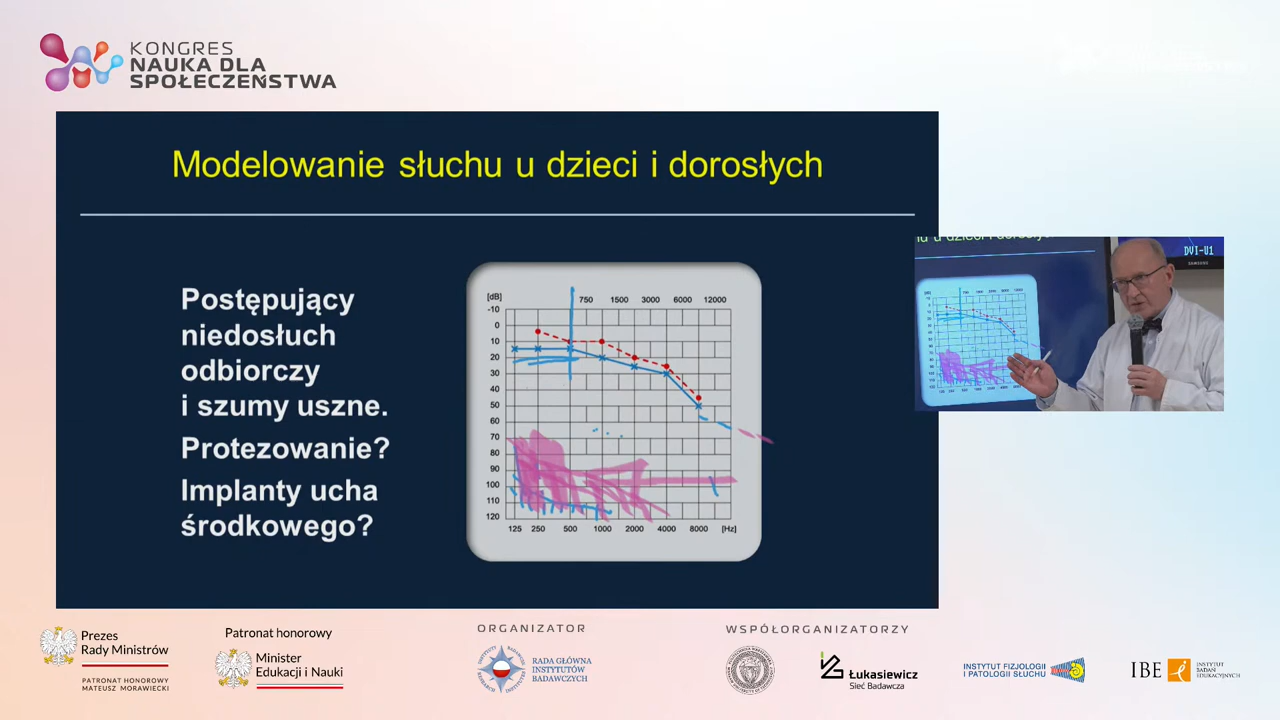 KONGRES
NAUKA DLA
SPOŁECZEŃSTWA
Modelowanie słuchu u dzieci i dorosłych
Postępujący
niedosłuch
odbiorczy
i szumy uszne.
Protezowanie?
Implanty ucha
środkowego?
[dB]
750 1500 3000 6000 12000
-10
0
10
20
30
40
50
60
70
80
90
100
110
120
125 250 500 1000 2000 4000 8000 [Hz]
DVI-U1
SAMSUNG
Prezes
Rady Ministrów
PATRONAT HONOROWY
MATEUSZ MORAWIECKI
Patronat honorowy
Minister
Edukacji i Nauki
ORGANIZATOR
RADA GŁÓWNA
INSTYTUTÓW
BADAWCZYCH
WSPÓŁORGANIZATORZY
Łukasiewicz
Sieć Badawcza
INSTYTUT FIZJOLOGII
I PATOLOGII SŁUCHU
IBE
INSTYTUT
BADAŃ
EDUKACYJNYCH